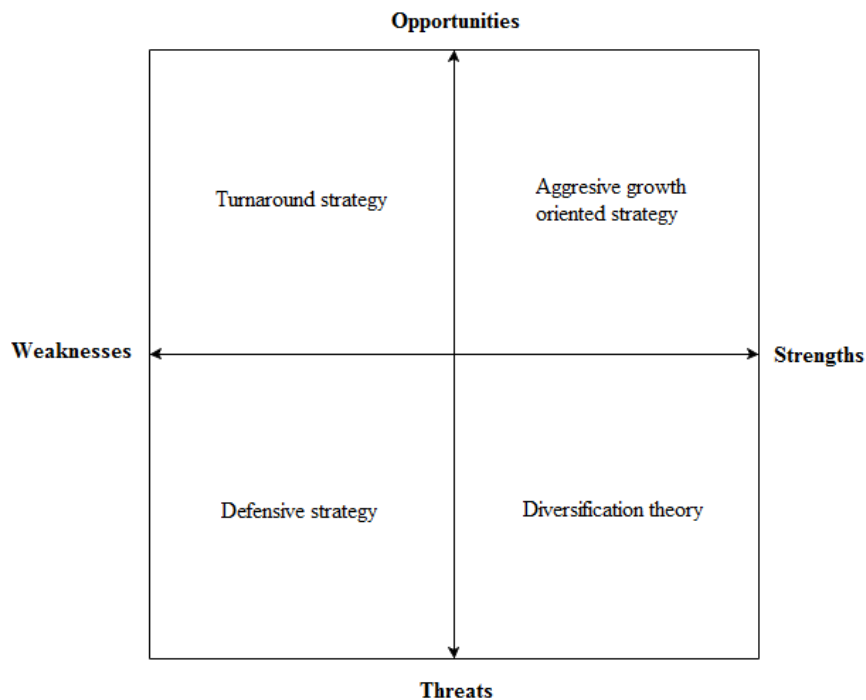 Opportunities
Turnaround strategy
Aggresive growth
oriented strategy
Weaknesses
Strengths
Defensive strategy
Diversification theory
Threats